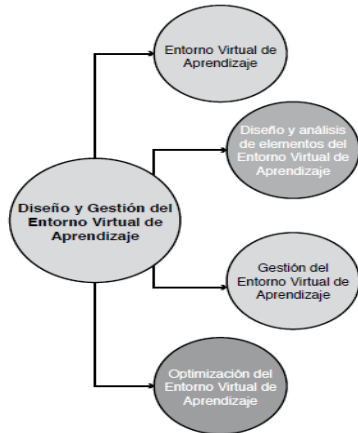 Entorno Virtual de
Aprendizaje
Diseño y análisis
de elementos del
Entorno Virtual de
Aprendizaje
Diseño y Gestión del
Entorno Virtual de
Aprendizaje
Gestión del
Entorno Virtual de
Aprendizaje
Optimización del
Entorno Virtual de
Aprendizaje